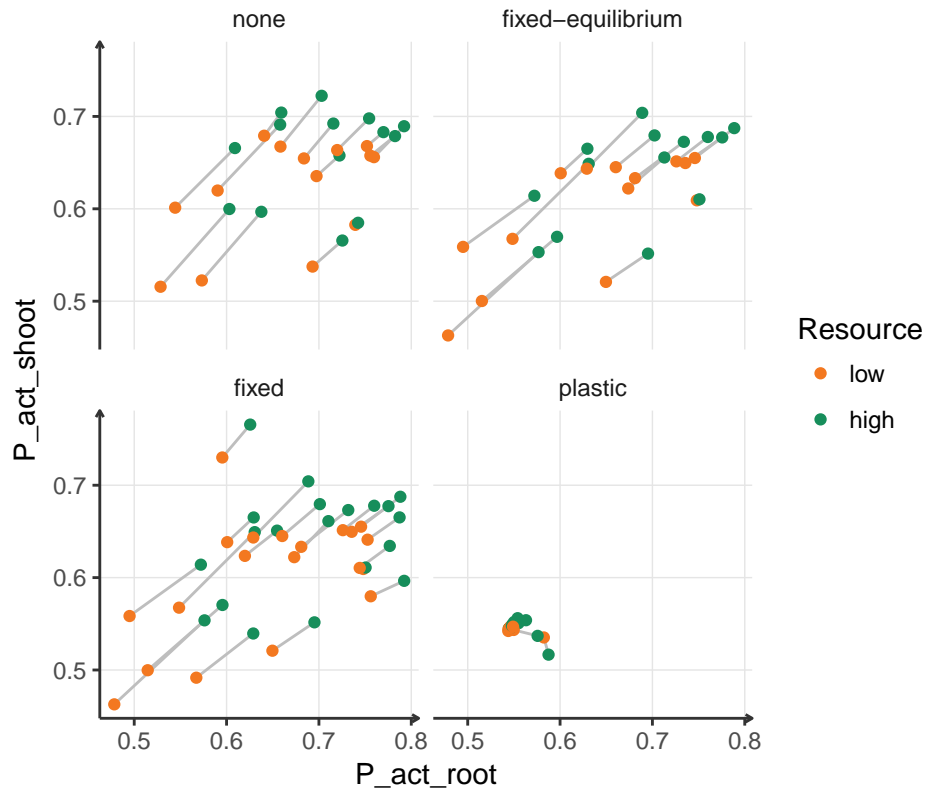 none
fixed−equilibrium
0.7
0.6
0.5
fixed
plastic
0.7
0.6
0.5
0.5 0.6 0.7 0.8
0.5 0.6 0.7 0.8
P_act_root
P_act_shoot
Resource
low
high